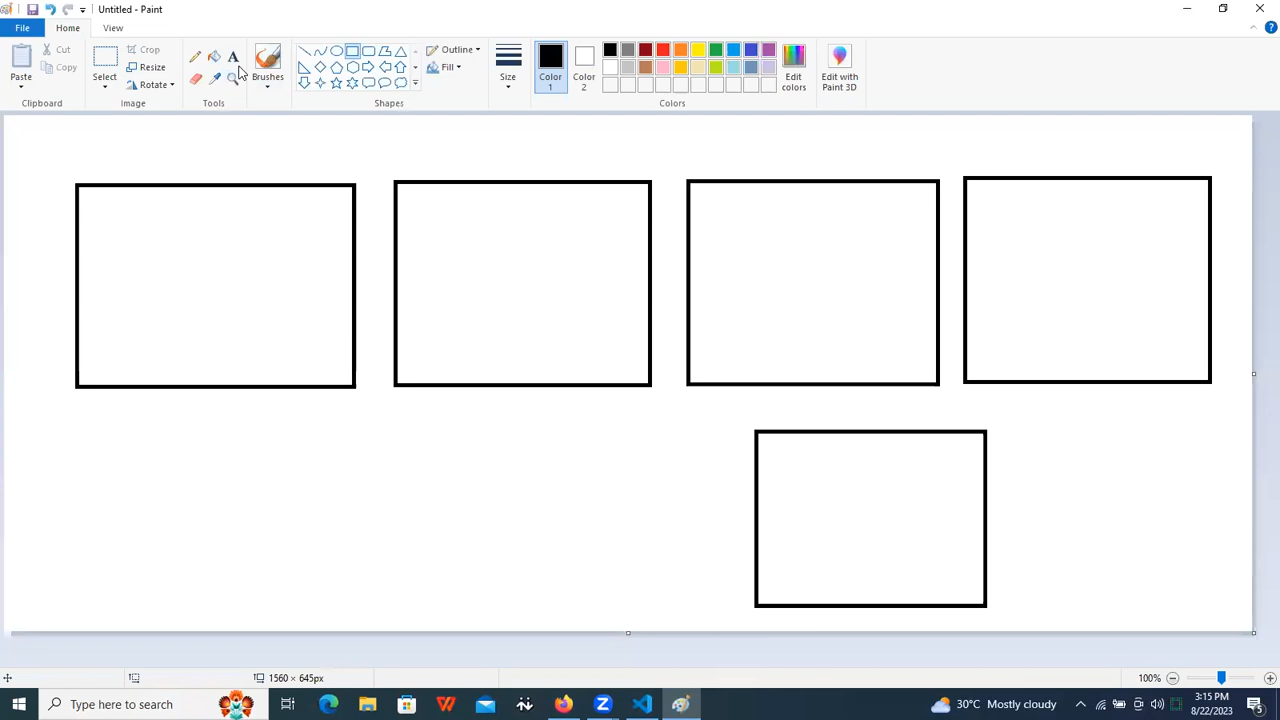 Untitled - Paint
File
Home
View
Paste
Cut
Copy
Clipboard
Select
Crop
Resize
Rotate
Image
A
Tools
Brushes
Shapes
Outline
Fill
Size
Color
1
Color
2
Edit
colors
Colors
Edit with
Paint 3D
1560 × 645px
100%
Type here to search
30°C Mostly cloudy
3:15 PM
8/22/2023
5